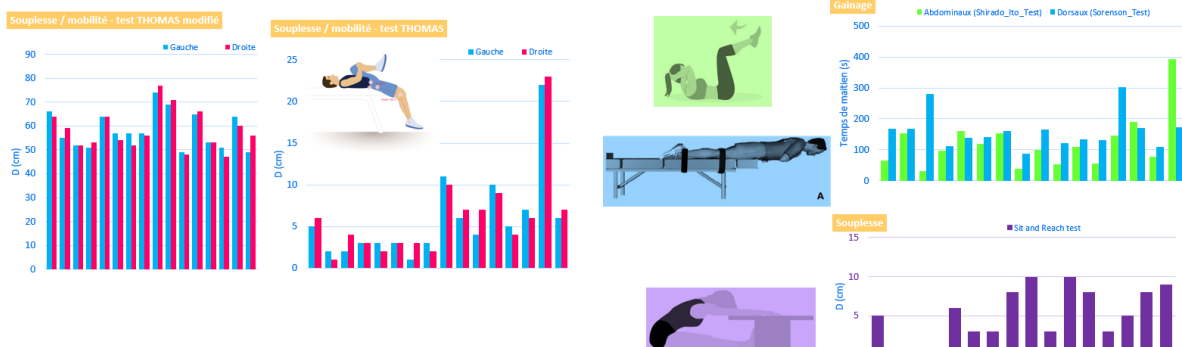 Souplesse / mobilité - test THOMAS modifié
Gauche Droite
D (cm)
90
80
70
60
50
40
30
20
10
0
Souplesse / mobilité - test THOMAS
Gauche Droite
D (cm)
25
20
15
10
5
0
A
Gainage
Abdominaux (Shirado_Ito_Test) Dorsaux (Sorenson_Test)
Temps de maîtien (s)
500
400
300
200
100
0
Souplesse
Sit and Reach test
D (cm)
15
10
5